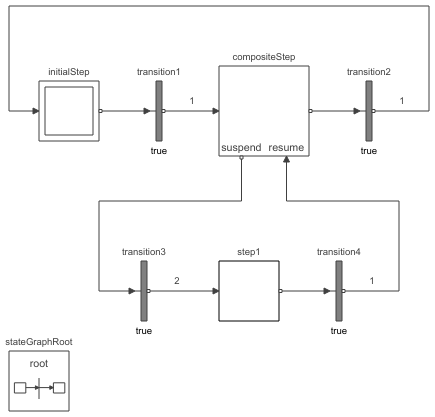 compositeStep
initialStep
transition1
transition2
1
1
suspend
resume
true
true
transition3
step1
transition4
2
1
true
true
stateGraphRoot
root